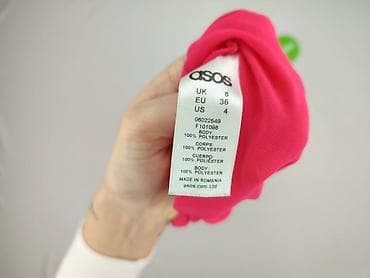 asos
UK 8
EU 36
US 4
06022549
F101098
BODY:
100% POLYESTER
CORPS:
100% POLYESTER
CUERPO:
100% POLIESTER
BODY:
100% POLYESTER
MADE IN ROMANIA
asos.com Ltd